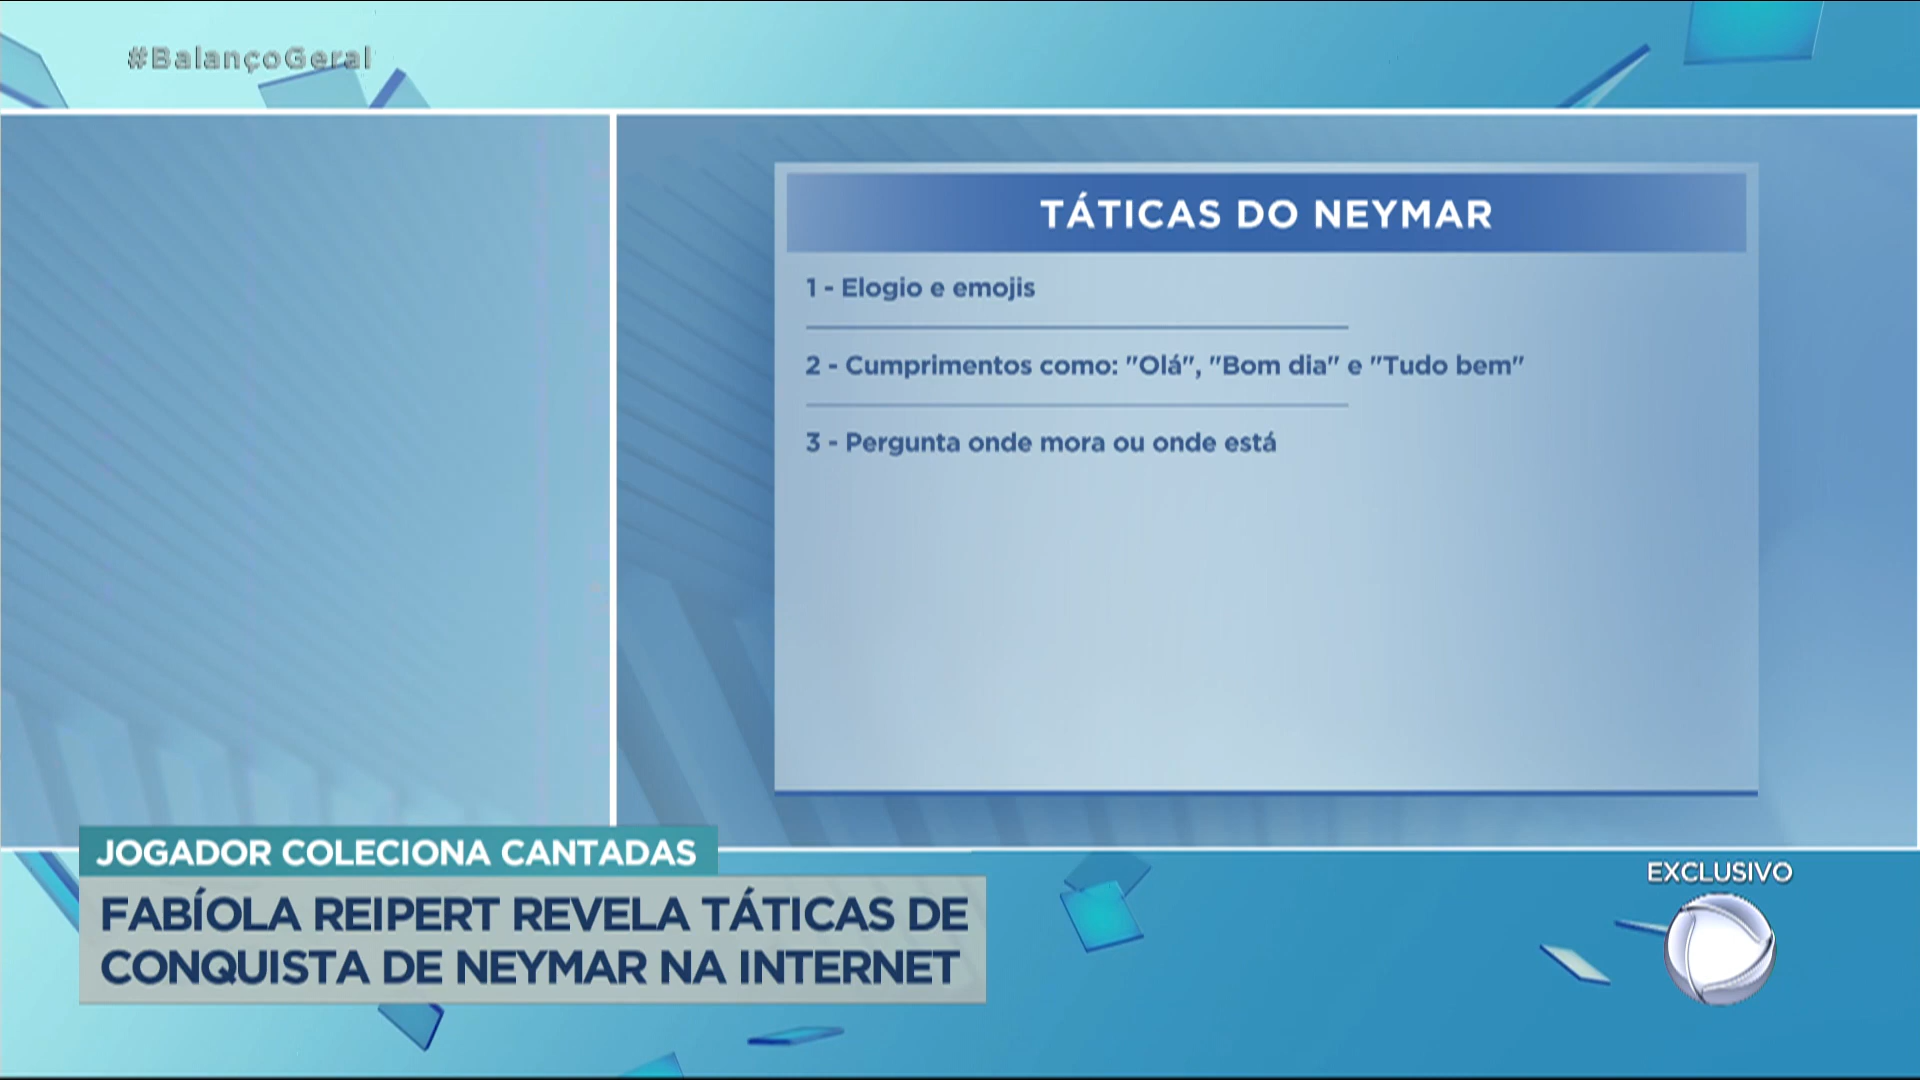 #BalançoGeral
TÁTICAS DO NEYMAR
1 - Elogio e emojis
2 - Cumprimentos como: "Olá", "Bom dia" e "Tudo bem"
3 - Pergunta onde mora ou onde está
JOGADOR COLECIONA CANTADAS
FABÍOLA REIPERT REVELA TÁTICAS DE
CONQUISTA DE NEYMAR NA INTERNET
EXCLUSIVO